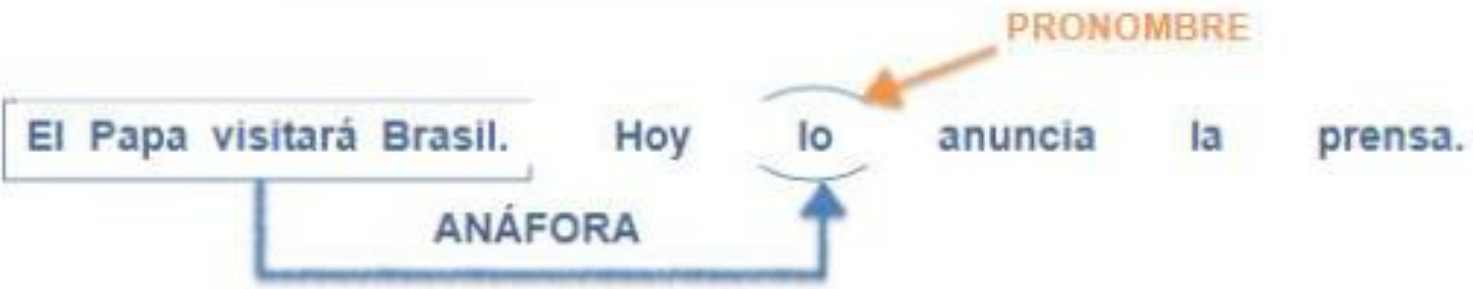 PRONOMBRE
El Papa visitará Brasil. Hoy lo anuncia la prensa.
ANÁFORA